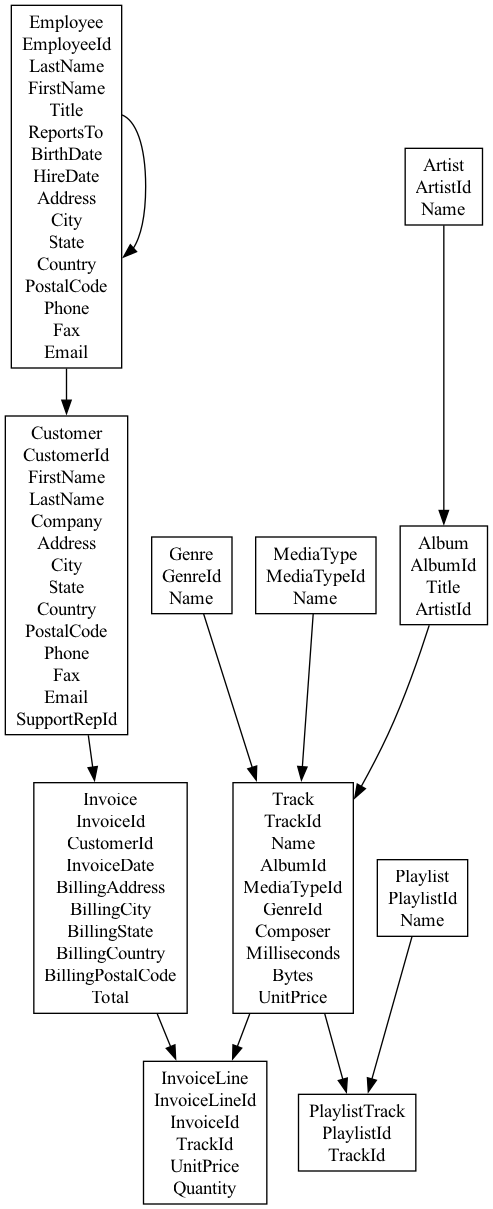 Employee
EmployeeId
LastName
FirstName
Title
ReportsTo
BirthDate
HireDate
Address
City
State
Country
PostalCode
Phone
Fax
Email
Artist
ArtistId
Name
Customer
CustomerId
FirstName
LastName
Company
Address
City
State
Country
PostalCode
Phone
Fax
Email
SupportRepId
Genre
GenreId
Name
MediaType
MediaTypeId
Name
Album
AlbumId
Title
ArtistId
Invoice
InvoiceId
CustomerId
InvoiceDate
BillingAddress
BillingCity
BillingState
BillingCountry
BillingPostalCode
Total
Track
TrackId
Name
AlbumId
MediaTypeId
GenreId
Composer
Milliseconds
Bytes
UnitPrice
Playlist
PlaylistId
Name
InvoiceLine
InvoiceLineId
InvoiceId
TrackId
UnitPrice
Quantity
PlaylistTrack
PlaylistId
TrackId